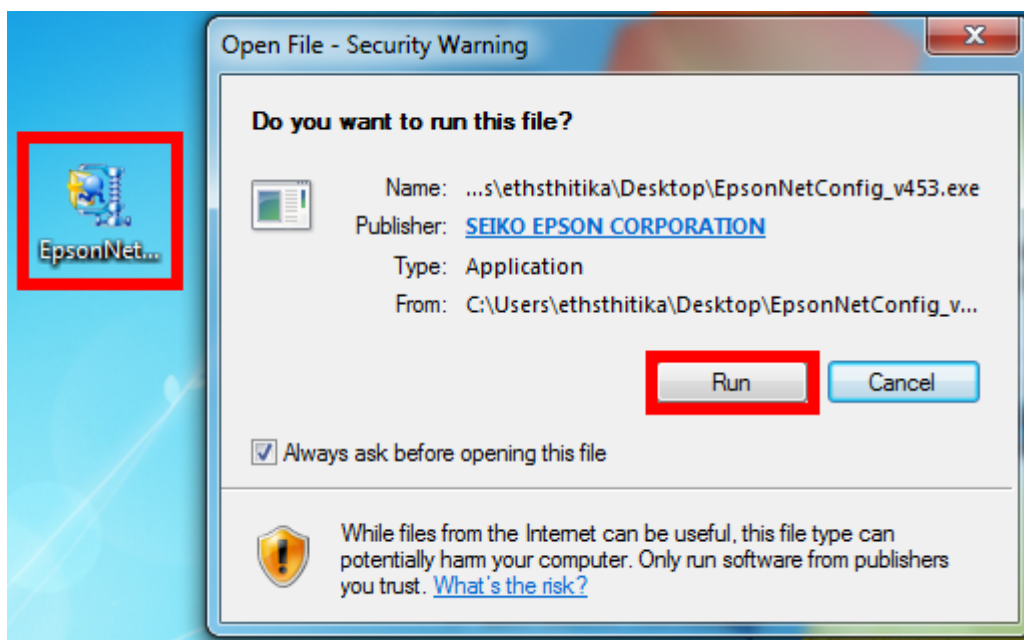 Open File - Security Warning
Do you want to run this file?
EpsonNet...
Name: ...s\ethsthitika\Desktop\EpsonNetConfig_v453.exe
Publisher: SEIKO EPSON CORPORATION
Type: Application
From: C:\Users\ethsthitika\Desktop\EpsonNetConfig_v...
Run Cancel
Always ask before opening this file
While files from the Internet can be useful, this file type can
potentially harm your computer. Only run software from publishers
you trust. What's the risk?